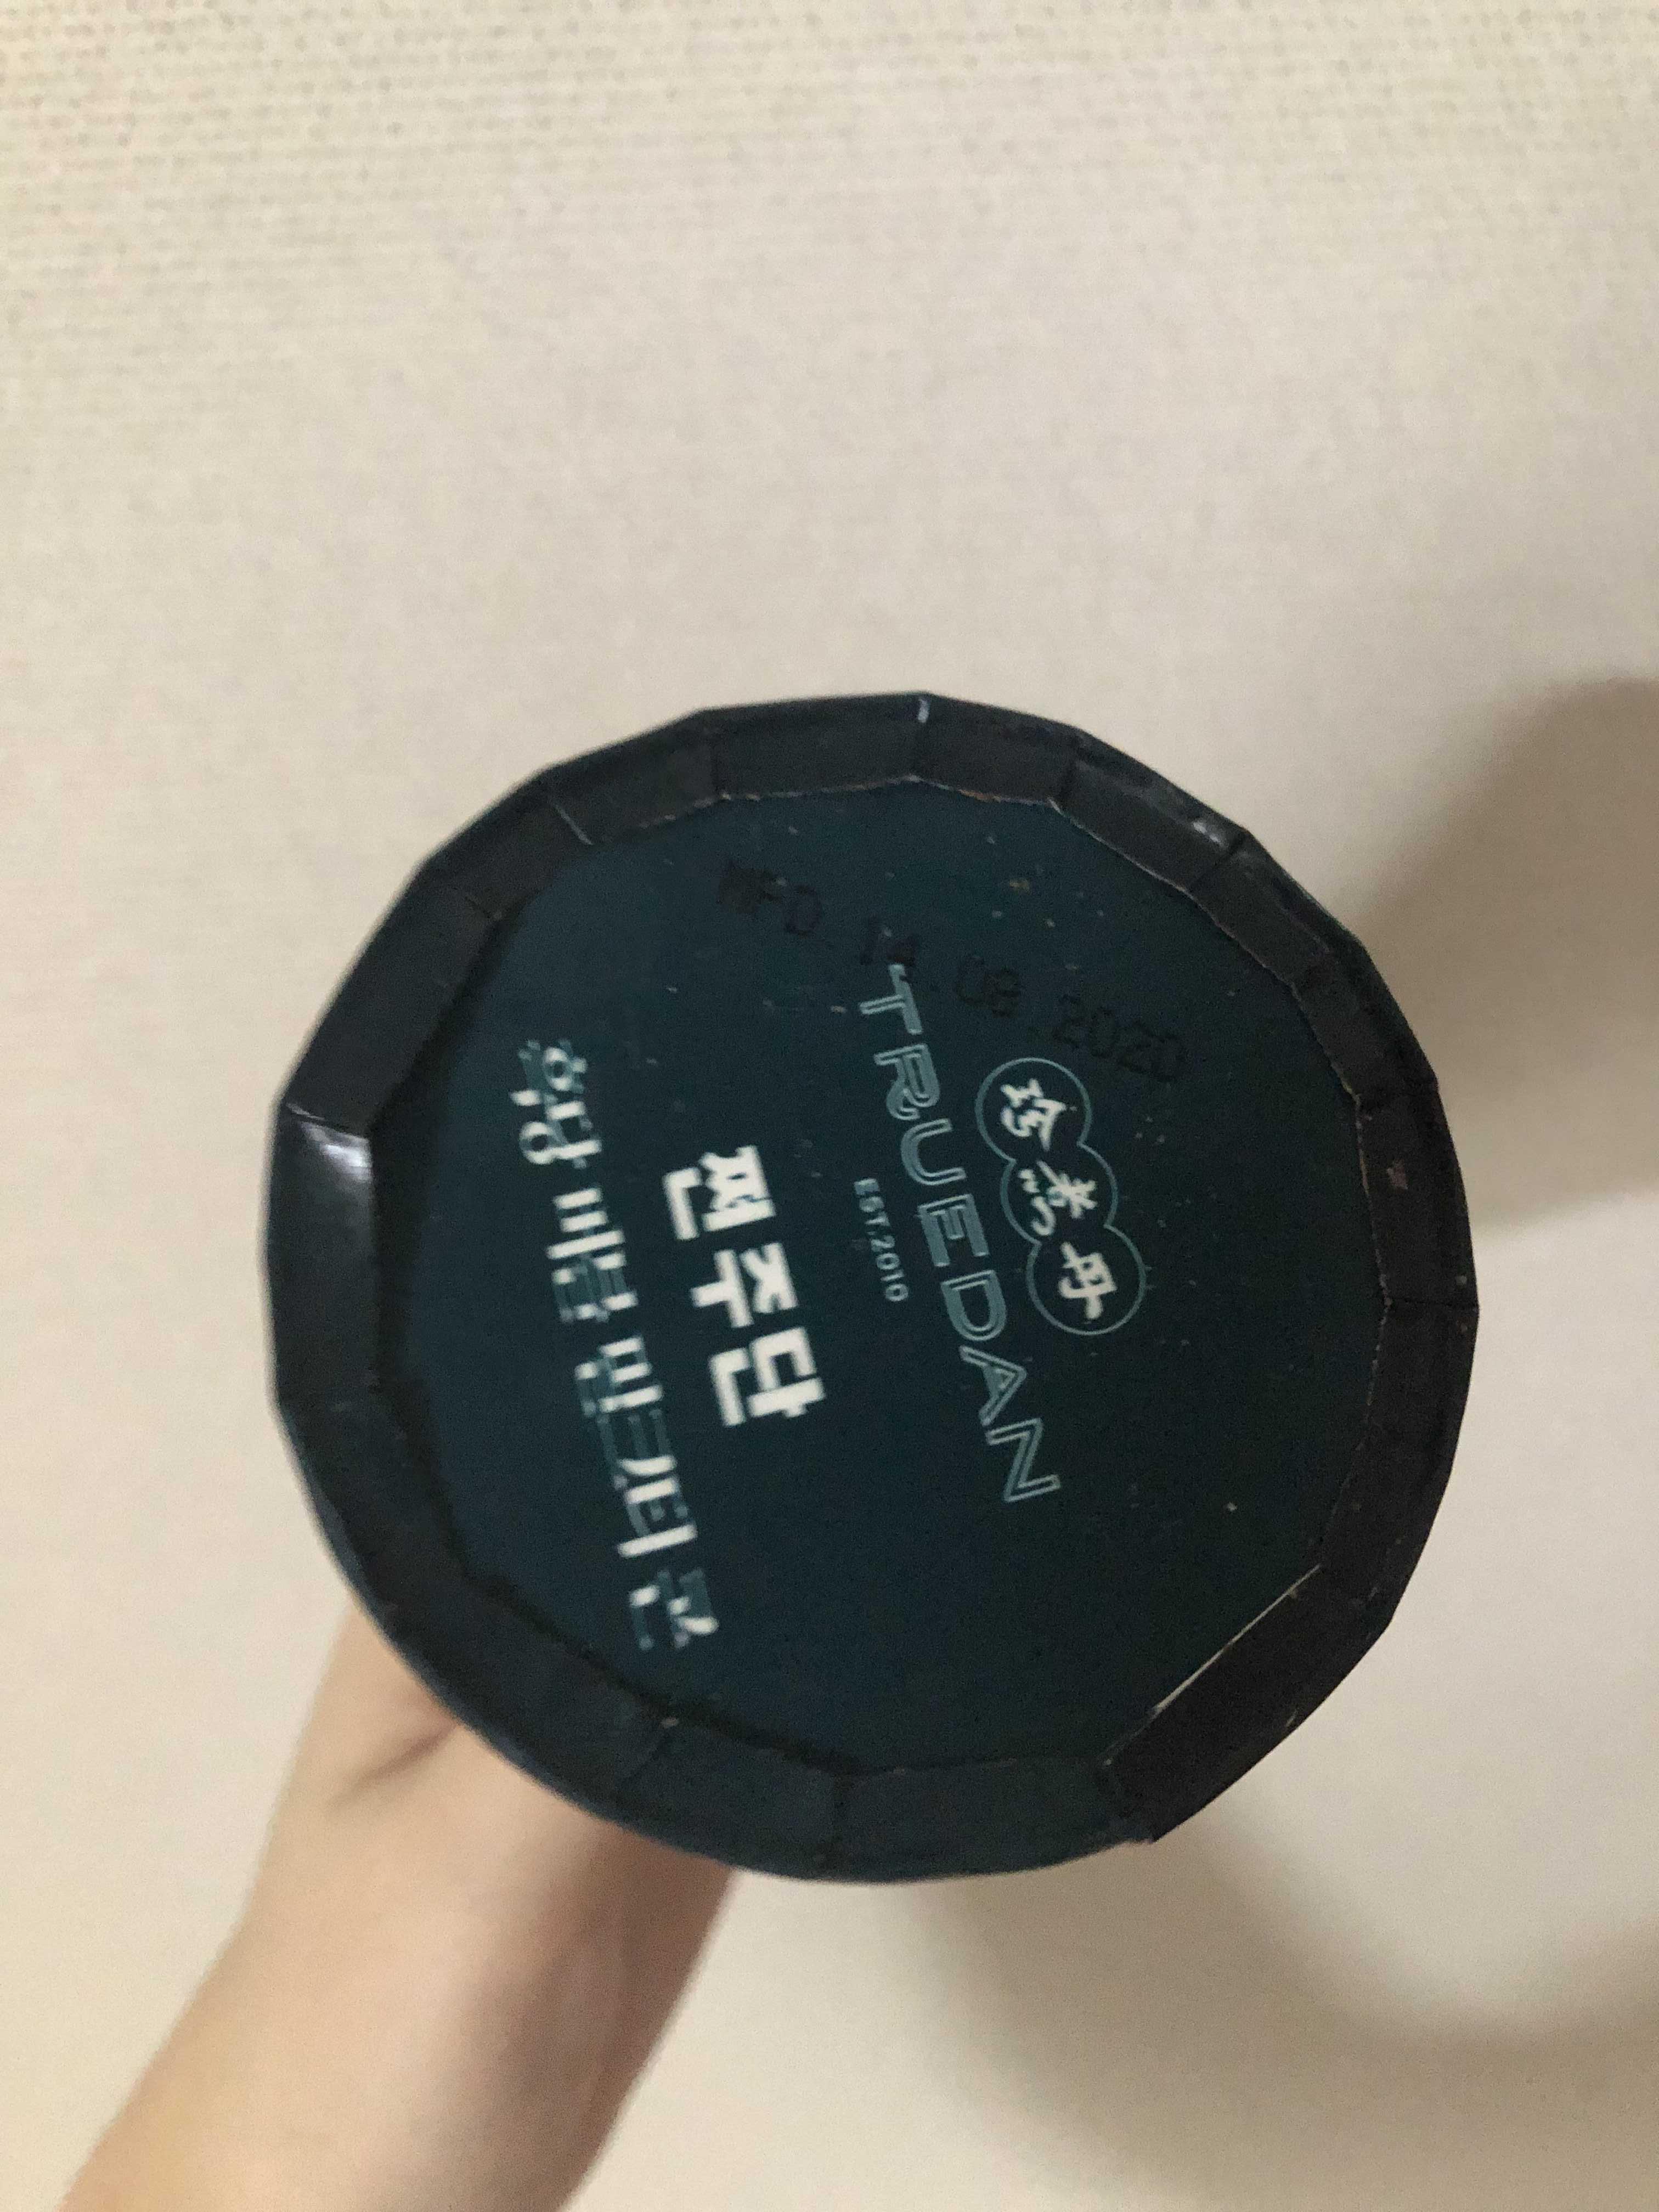 MFD 14 08 2020
珍煮丹
TRUEDAN
EST.2010
쩐주단
흑당 버블 밀크티 콘